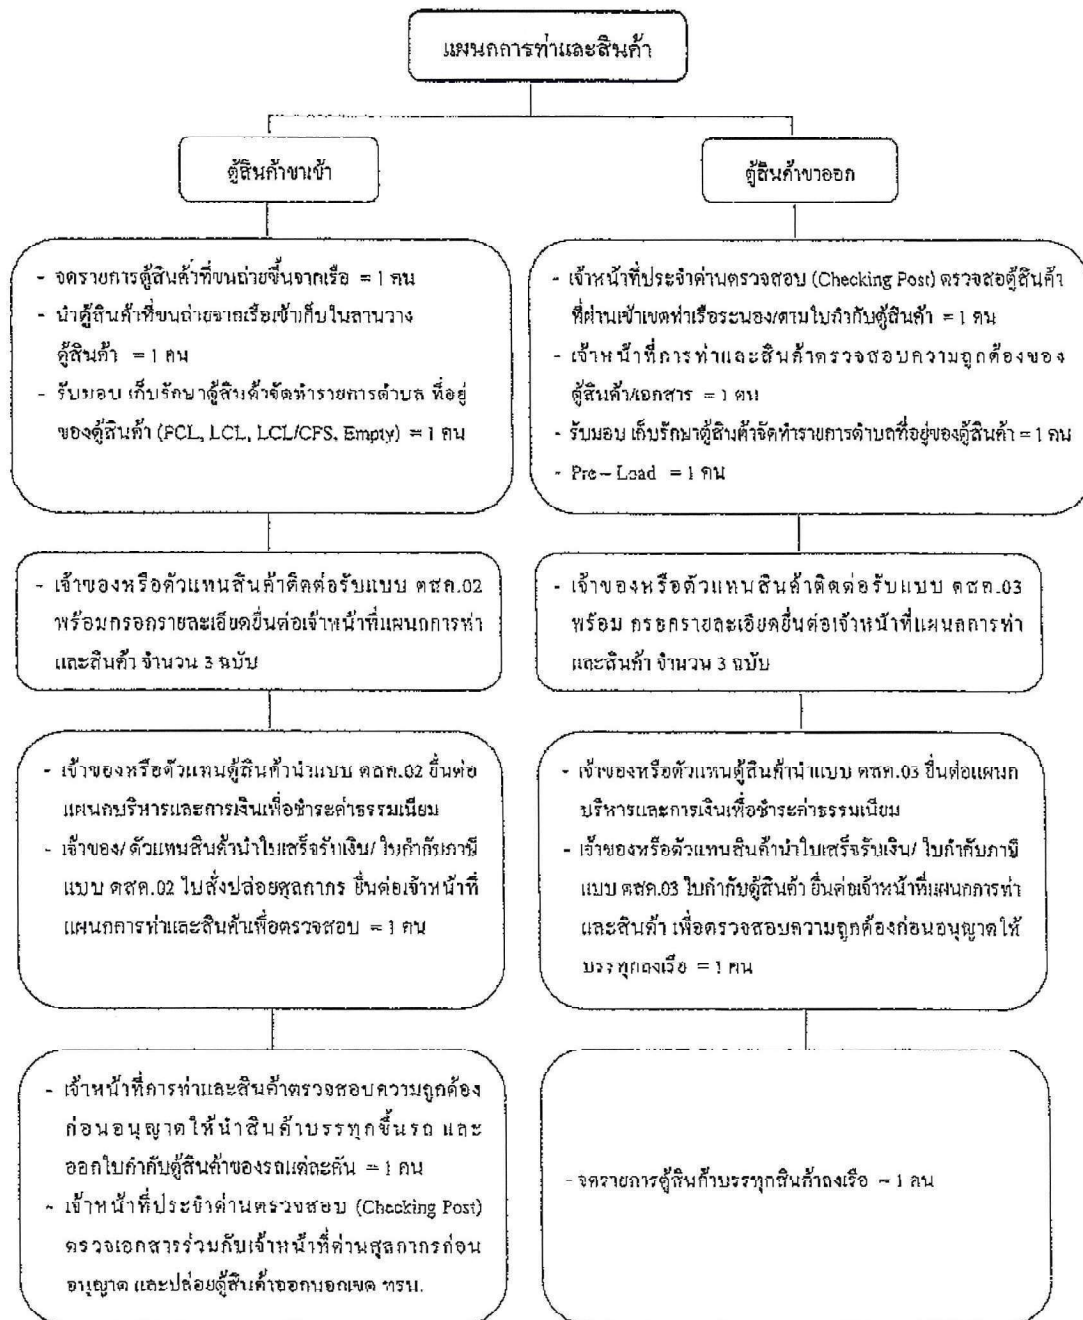 แผนกการท่าและสินค้า
ตู้สินค้าขาเข้า
- จดรายการตู้สินค้าที่ขนถ่ายขึ้นจากเรือ = 1 คน
- นำตู้สินค้าที่ขนถ่ายจากเรือเข้าเก็บในลานวาง
ตู้สินค้า = 1 คน
- รับมอบ เก็บรักษาตู้สินค้าจัดทำรายการตำบล ที่อยู่
ของตู้สินค้า (FCL, LCL, LCL/CFS, Empty) = 1 คน
- เจ้าของหรือตัวแทนสินค้าติดต่อรับแบบ ตสค.02
พร้อมกรอกรายละเอียดยื่นต่อเจ้าหน้าที่แผนกการท่า
และสินค้า จำนวน 3 ฉบับ
- เจ้าของหรือตัวแทนตู้สินค้านำแบบ ตสค.02 ยื่นต่อ
แผนกบริหารและการเงินเพื่อชำระค่าธรรมเนียม
- เจ้าของ/ ตัวแทนสินค้านำใบเสร็จรับเงิน/ ใบกำกับภาษี
แบบ ตสค.02 ใบสั่งปล่อยศุลกากร ยื่นต่อเจ้าหน้าที่
แผนกการท่าและสินค้าเพื่อตรวจสอบ = 1 คน
- เจ้าหน้าที่การท่าและสินค้าตรวจสอบความถูกต้อง
ก่อนอนุญาตให้นำสินค้าบรรทุกขึ้นรถ และ
ออกใบกำกับตู้สินค้าของรถแต่ละคัน = 1 คน
- เจ้าหน้าที่ประจำด่านตรวจสอบ (Checking Post)
ตรวจเอกสารร่วมกับเจ้าหน้าที่ด่านศุลกากรก่อน
อนุญาต และปล่อยตู้สินค้าออกนอกเขต ทรน.
ตู้สินค้าขาออก
- เจ้าหน้าที่ประจำด่านตรวจสอบ (Checking Post) ตรวจสอตู้สินค้า
ที่ผ่านเข้าเขตท่าเรือระนอง/ตามใบกำกับตู้สินค้า = 1 คน
- เจ้าหน้าที่การท่าและสินค้าตรวจสอบความถูกต้องของ
ตู้สินค้า/เอกสาร = 1 คน
- รับมอบ เก็บรักษาตู้สินค้าจัดทำรายการตำบลที่อยู่ของตู้สินค้า = 1 คน
- Pre – Load = 1 คน
- เจ้าของหรือตัวแทนสินค้าติดต่อรับแบบ ตสค.03
พร้อม กรอกรายละเอียดยื่นต่อเจ้าหน้าที่แผนกการท่า
และสินค้า จำนวน 3 ฉบับ
- เจ้าของหรือตัวแทนตู้สินค้านำแบบ ตสค.03 ยื่นต่อแผนก
บริหารและการเงินเพื่อชำระค่าธรรมเนียม
- เจ้าของหรือตัวแทนสินค้านำใบเสร็จรับเงิน/ ใบกำกับภาษี
แบบ ตสค.03 ใบกำกับตู้สินค้า ยื่นต่อเจ้าหน้าที่แผนกการท่า
และสินค้า เพื่อตรวจสอบความถูกต้องก่อนอนุญาตให้
บรรทุกลงเรือ = 1 คน
- จดรายการตู้สินค้าบรรทุกสินค้าลงเรือ = 1 คน